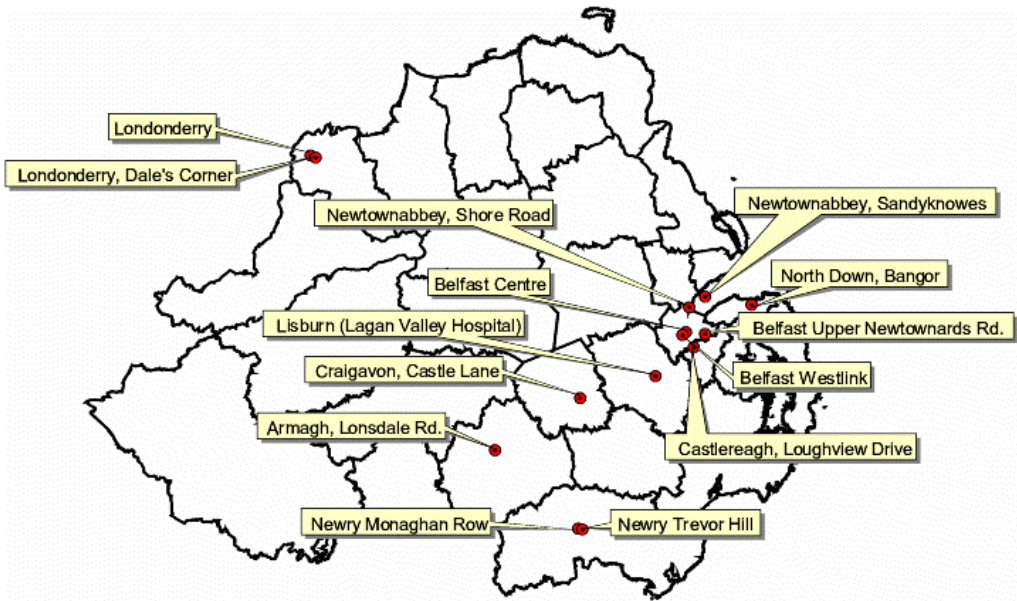 Londonderry
Londonderry, Dale's Corner
Newtownabbey, Sandyknowes
Newtownabbey, Shore Road
North Down, Bangor
Belfast Centre
Lisburn (Lagan Valley Hospital)
Belfast Upper Newtownards Rd.
Craigavon, Castle Lane
Belfast Westlink
Armagh, Lonsdale Rd.
Castlereagh, Loughview Drive
Newry Monaghan Row
Newry Trevor Hill